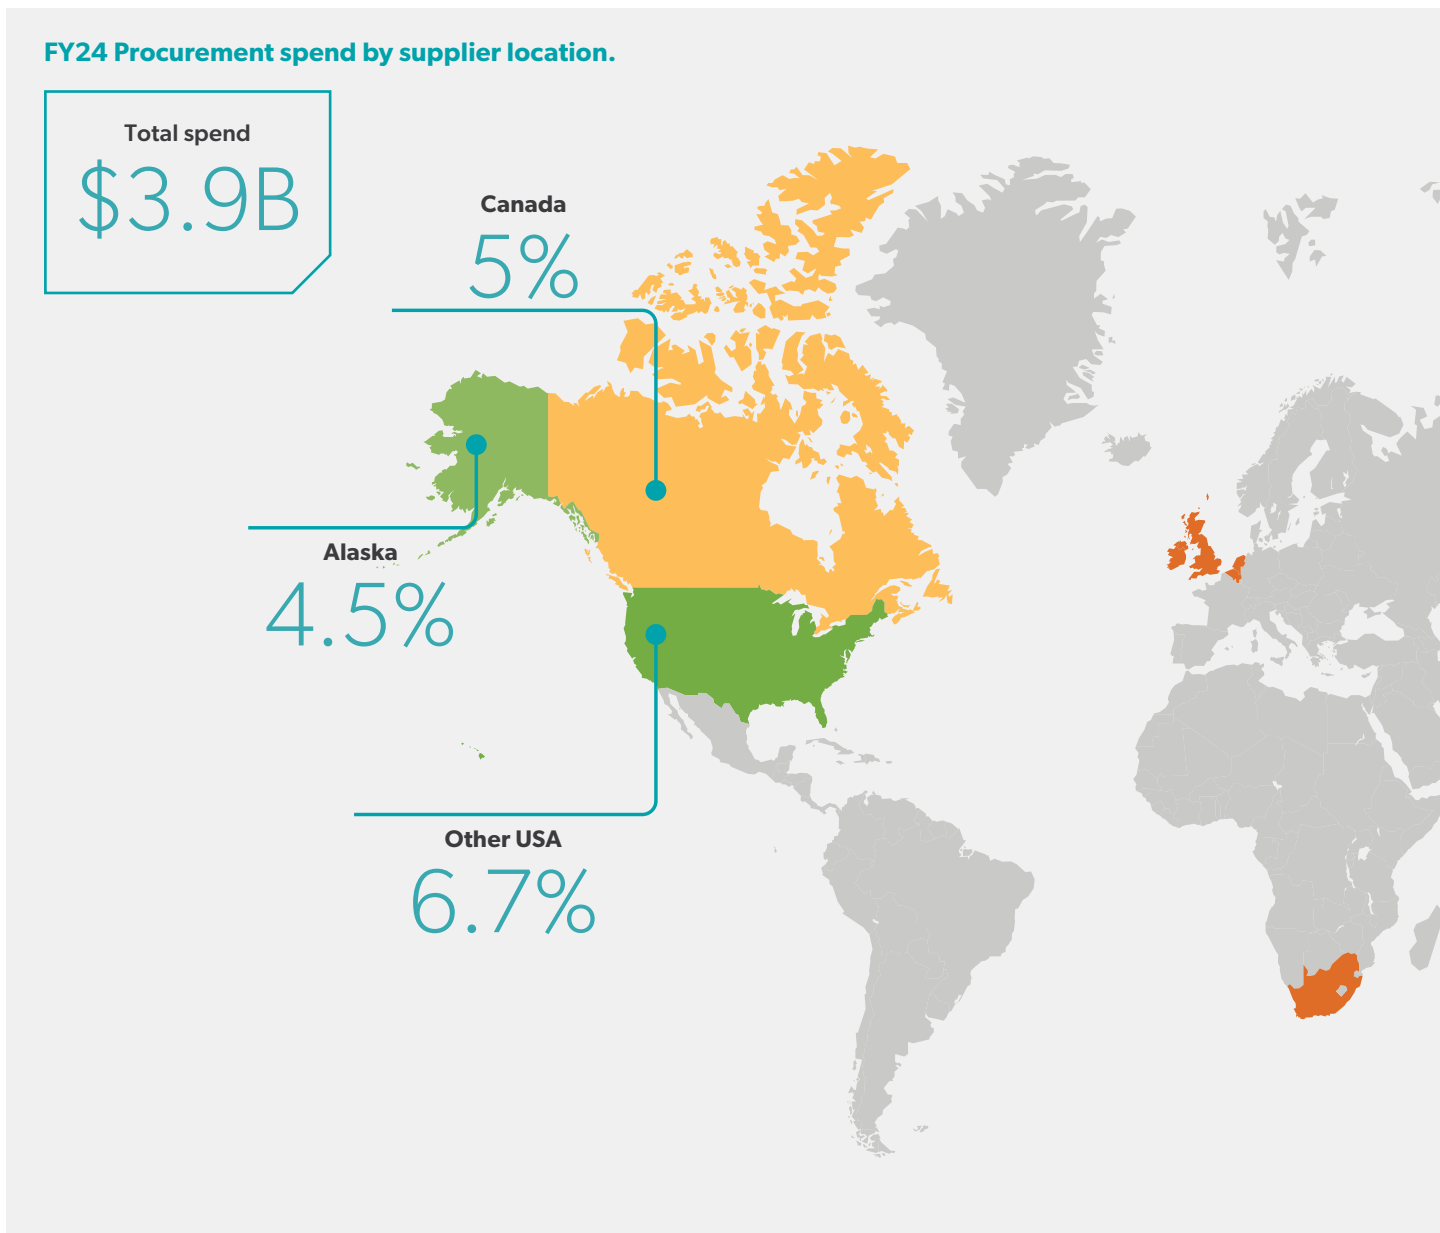 FY24 Procurement spend by supplier location.
Total spend
$3.9B
Canada
5%
Alaska
4.5%
Other USA
6.7%